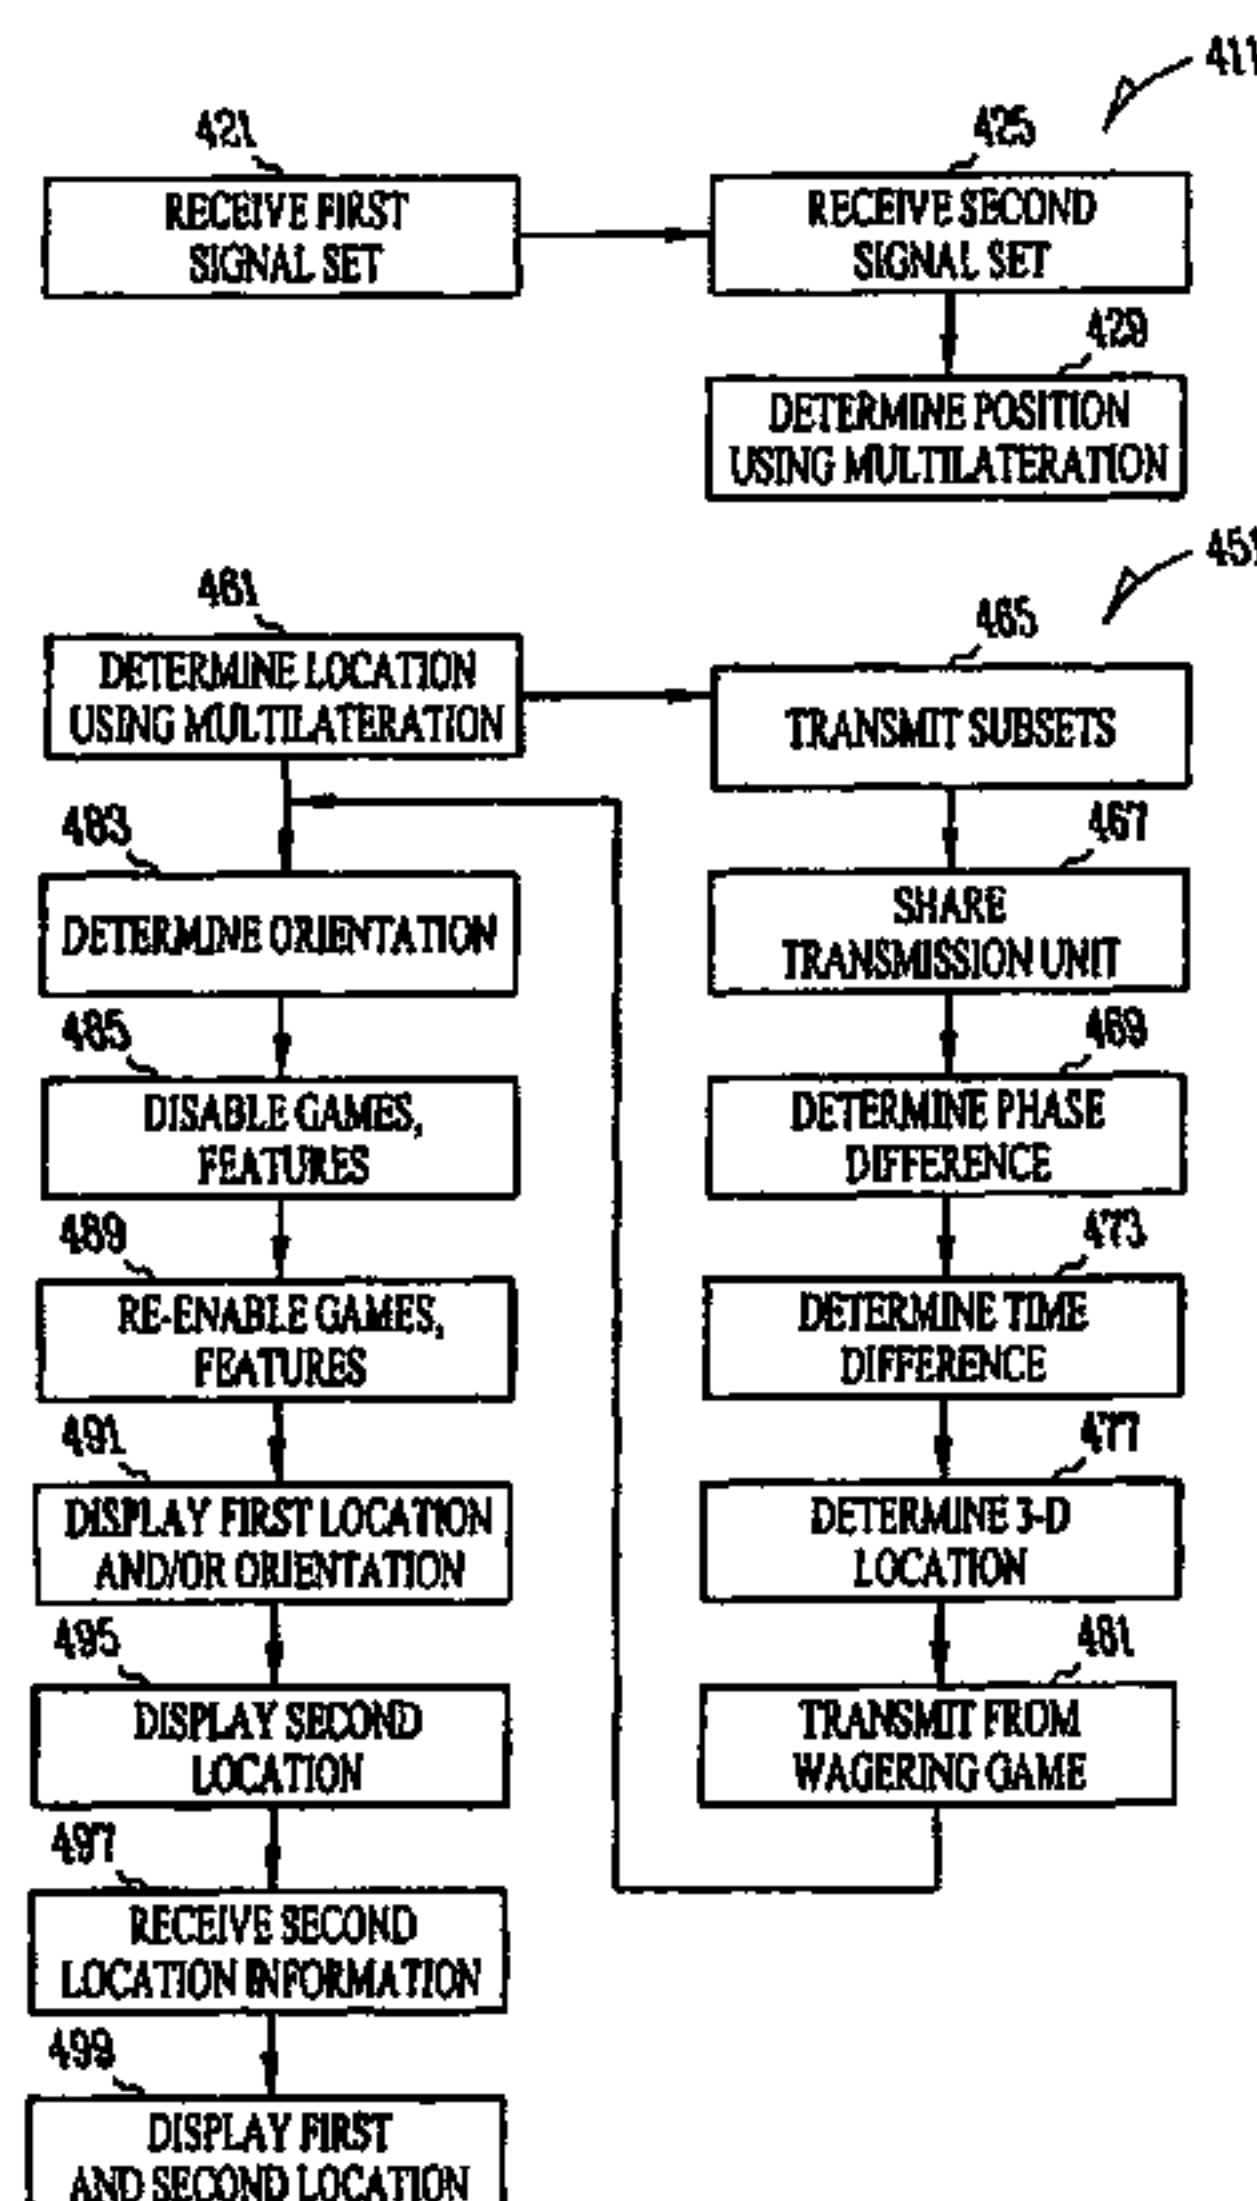 411
421
RECEIVE FIRST
SIGNAL SET
425
RECEIVE SECOND
SIGNAL SET
429
DETERMINE POSITION
USING MULTILATERATION
451
461
DETERMINE LOCATION
USING MULTILATERATION
465
TRANSMIT SUBSETS
467
SHARE
TRANSMISSION UNIT
469
DETERMINE PHASE
DIFFERENCE
473
DETERMINE TIME
DIFFERENCE
477
DETERMINE 3-D
LOCATION
481
TRANSMIT FROM
WAGERING GAME
483
DETERMINE ORIENTATION
485
DISABLE GAMES,
FEATURES
489
RE-ENABLE GAMES,
FEATURES
491
DISPLAY FIRST LOCATION
AND/OR ORIENTATION
495
DISPLAY SECOND
LOCATION
497
RECEIVE SECOND
LOCATION INFORMATION
499
DISPLAY FIRST
AND SECOND LOCATION